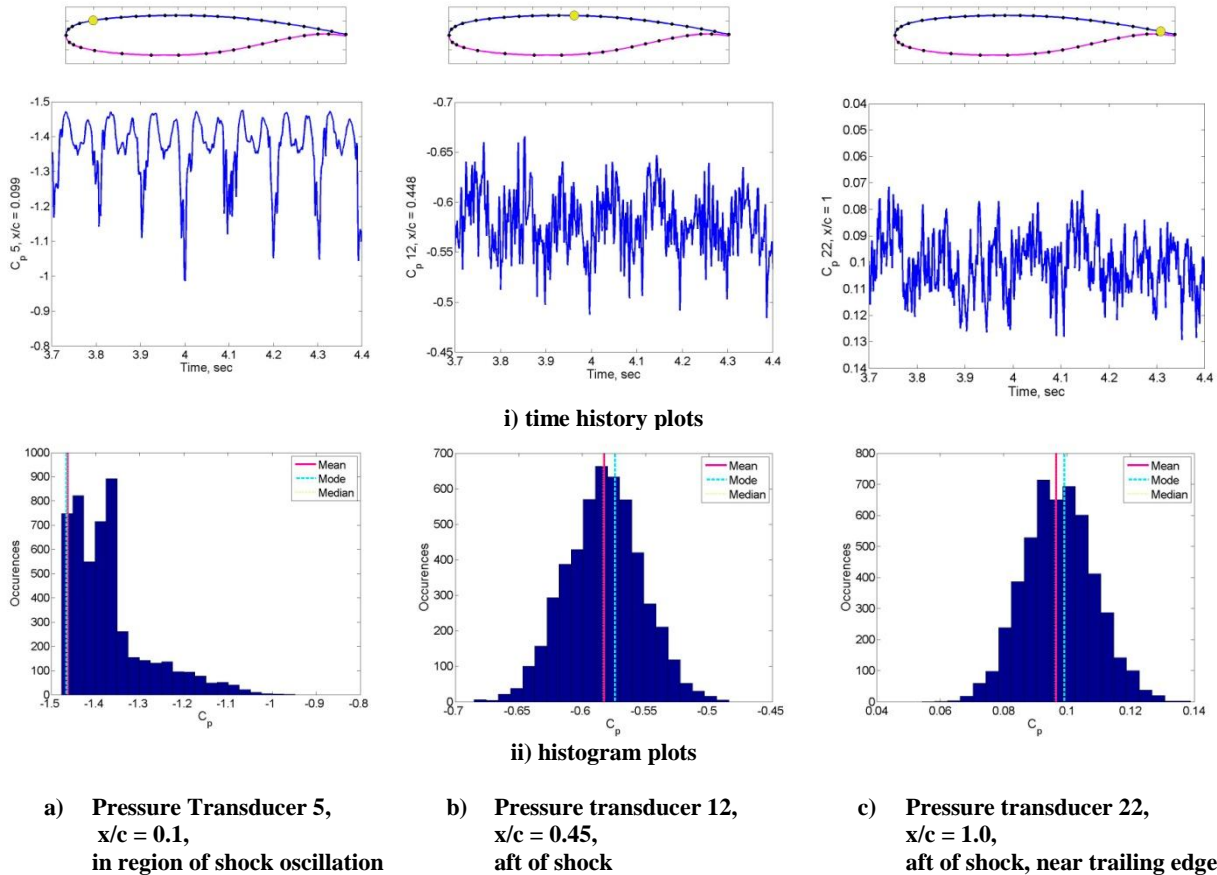 -1.5
-1.4
-1.3
-1.2
-1.1
-1
-0.9
-0.8
3.7 3.8 3.9 4 4.1 4.2 4.3 4.4
Time, sec
Cp 5, x/c = 0.099
-0.7
-0.65
-0.6
-0.55
-0.5
-0.45
3.7 3.8 3.9 4 4.1 4.2 4.3 4.4
Time, sec
Cp 12, x/c = 0.448
0.04
0.05
0.06
0.07
0.08
0.09
0.1
0.11
0.12
0.13
0.14
3.7 3.8 3.9 4 4.1 4.2 4.3 4.4
Time, sec
Cp 22, x/c = 1
i) time history plots
1000
900
800
700
600
500
400
300
200
100
0
-1.5 -1.4 -1.3 -1.2 -1.1 -1 -0.9 -0.8
Cp
Occurences
Mean
Mode
Median
700
600
500
400
300
200
100
0
-0.7 -0.65 -0.6 -0.55 -0.5 -0.45
Cp
Occurences
Mean
Mode
Median
800
700
600
500
400
300
200
100
0
0.04 0.06 0.08 0.1 0.12 0.14
Cp
Occurences
Mean
Mode
Median
ii) histogram plots
a) Pressure Transducer 5,
x/c = 0.1,
in region of shock oscillation
b) Pressure transducer 12,
x/c = 0.45,
aft of shock
c) Pressure transducer 22,
x/c = 1.0,
aft of shock, near trailing edge